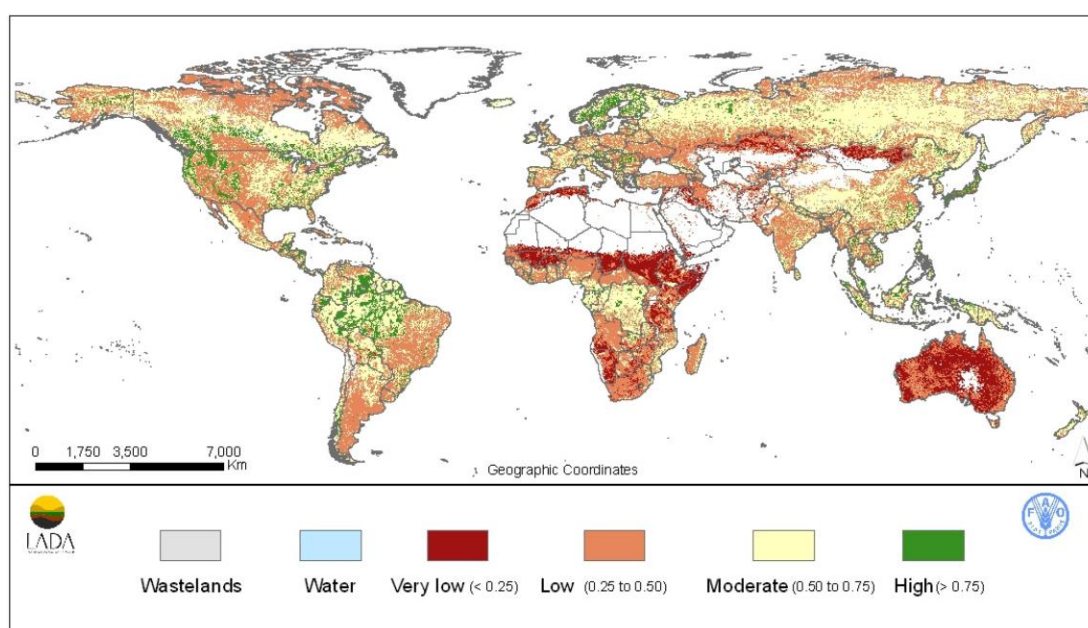 0 1,750 3,500 7,000
Km
Geographic Coordinates
N
LADA
FAO
Wastelands
Water
Very low (< 0.25)
Low (0.25 to 0.50)
Moderate (0.50 to 0.75)
High (> 0.75)